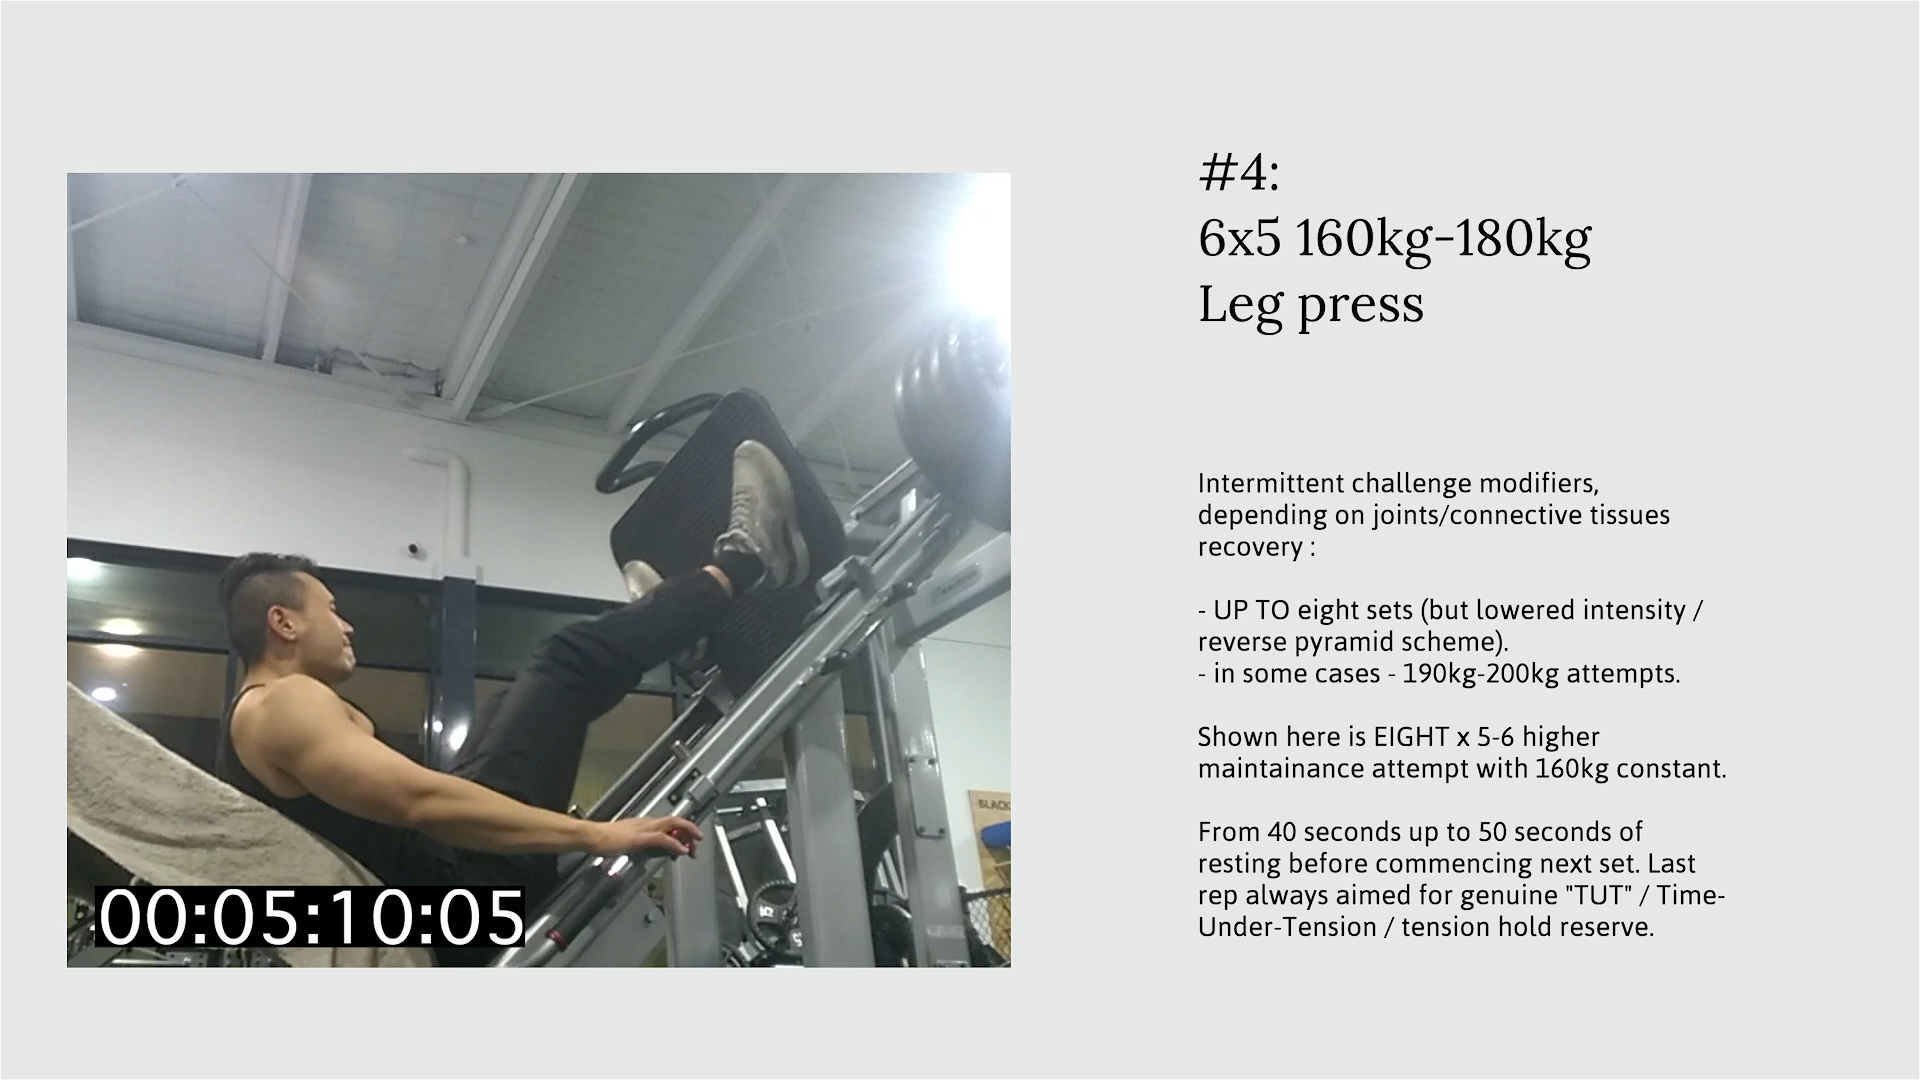 #4:
6x5 160kg-180kg
Leg press
Intermittent challenge modifiers,
depending on joints/connective tissues
recovery :
- UP TO eight sets (but lowered intensity /
reverse pyramid scheme).
- in some cases - 190kg-200kg attempts.
Shown here is EIGHT x 5-6 higher
maintainance attempt with 160kg constant.
From 40 seconds up to 50 seconds of
resting before commencing next set. Last
rep always aimed for genuine "TUT" / Time-
Under-Tension / tension hold reserve.
00:05:10:05
BLACK